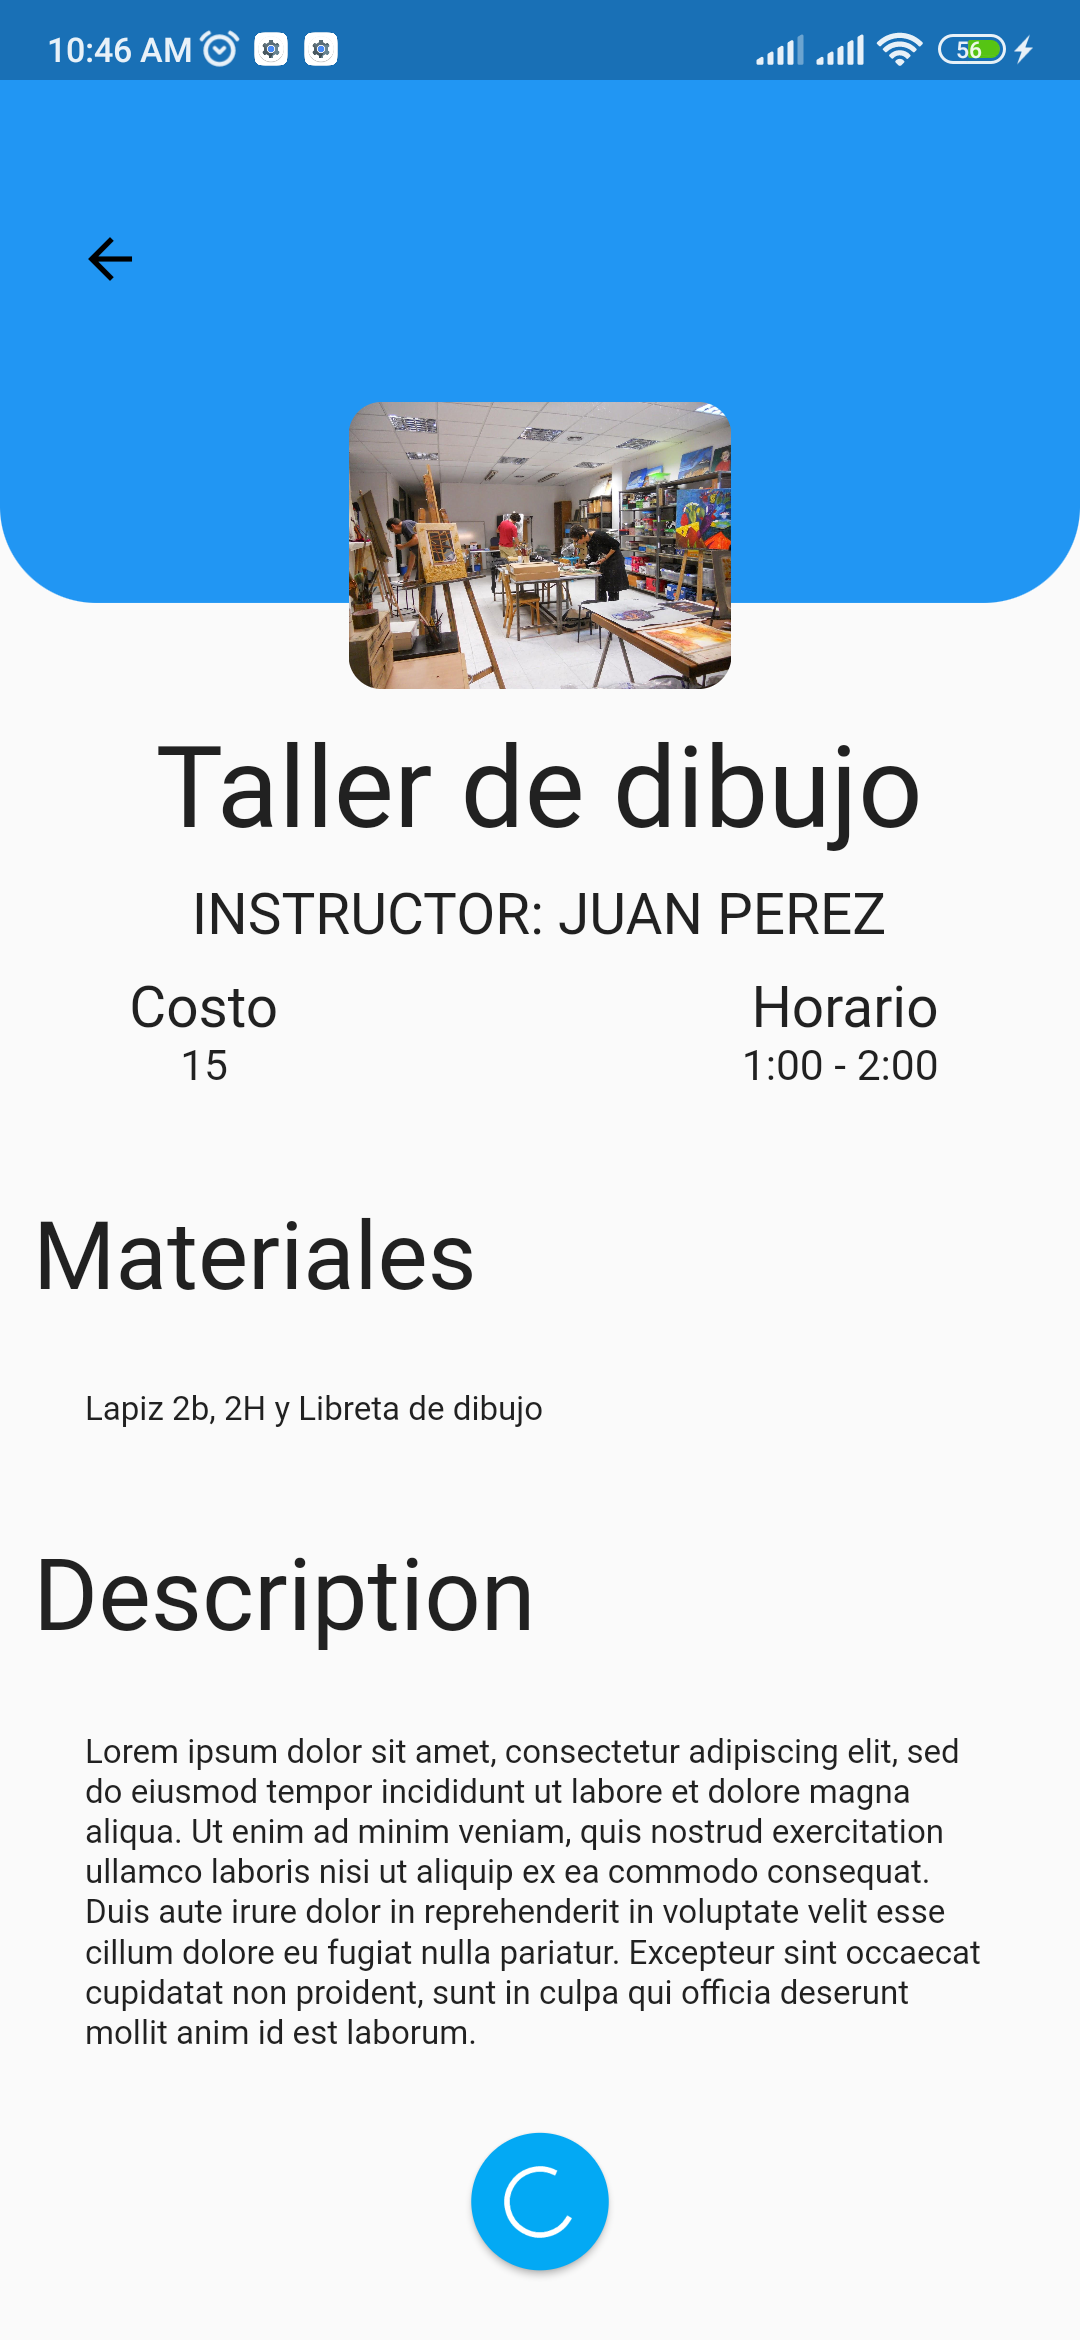 10:46 AM
56
Taller de dibujo
INSTRUCTOR: JUAN PEREZ
Costo
Horario
15
1:00 - 2:00
Materiales
Lapiz 2b, 2H y Libreta de dibujo
Description
Lorem ipsum dolor sit amet, consectetur adipiscing elit, sed
do eiusmod tempor incididunt ut labore et dolore magna
aliqua. Ut enim ad minim veniam, quis nostrud exercitation
ullamco laboris nisi ut aliquip ex ea commodo consequat.
Duis aute irure dolor in reprehenderit in voluptate velit esse
cillum dolore eu fugiat nulla pariatur. Excepteur sint occaecat
cupidatat non proident, sunt in culpa qui officia deserunt
mollit anim id est laborum.